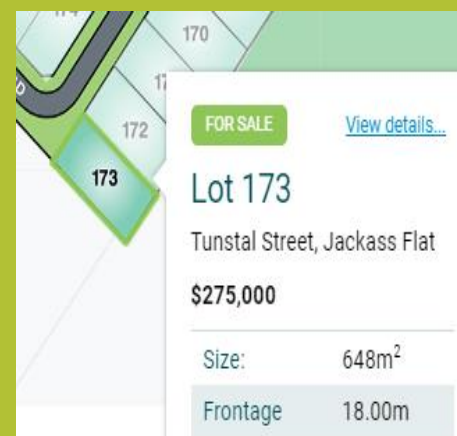 170
172
173
FOR SALE
View details...
Lot 173
Tunstal Street, Jackass Flat
$275,000
Size: 648m²
Frontage 18.00m